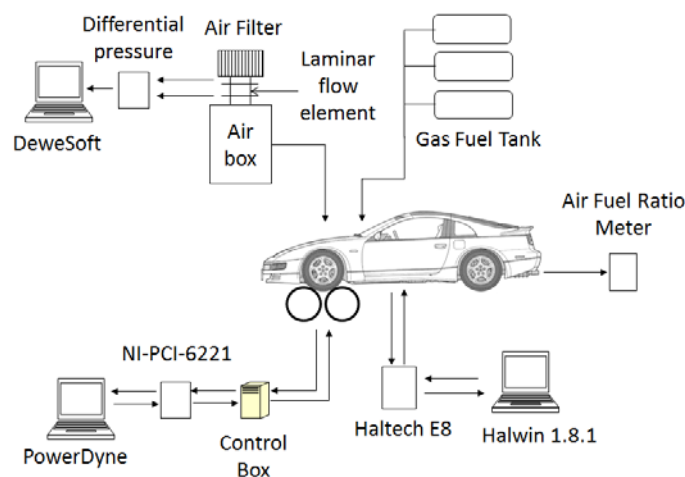 Differential
pressure
Air Filter
Laminar
flow
element
DeweSoft
Air
box
Gas Fuel Tank
Air Fuel Ratio
Meter
NI-PCI-6221
PowerDyne
Control
Box
Haltech E8
Halwin 1.8.1